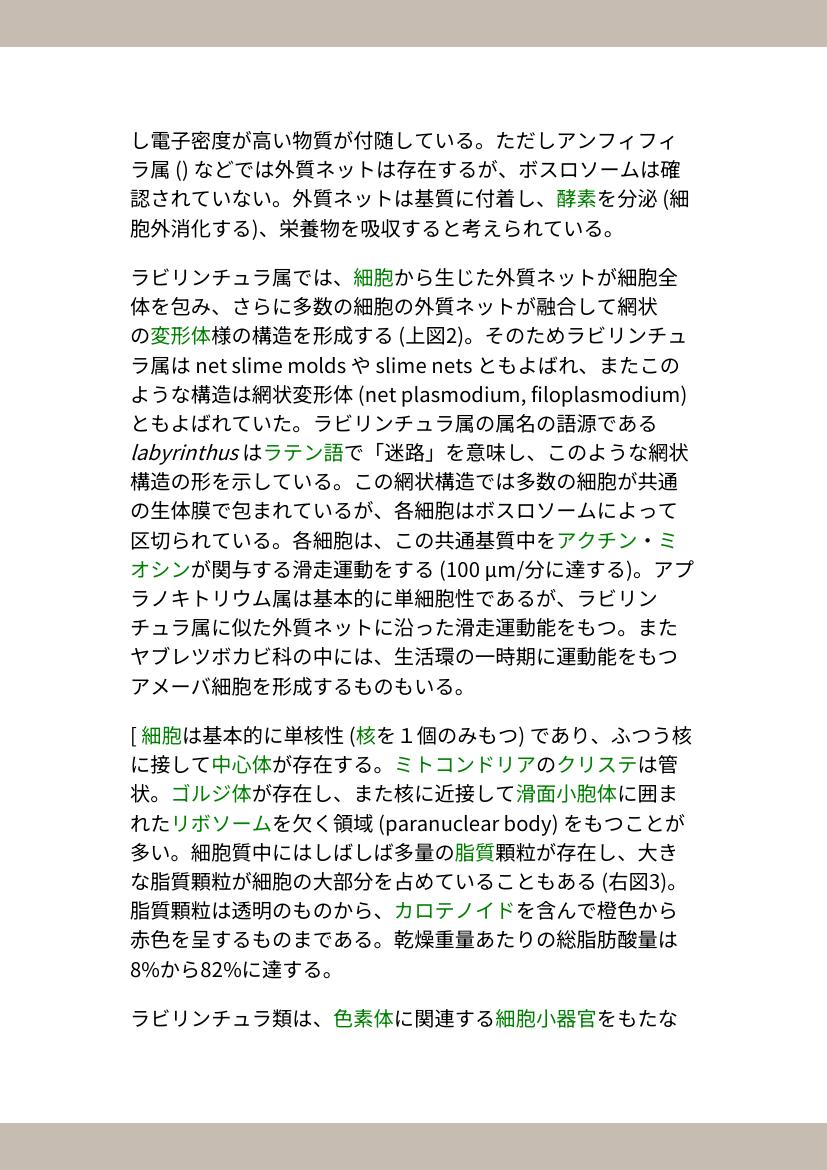 し電子密度が高い物質が付随している。ただしアンフィフィ
ラ属 () などでは外質ネットは存在するが、ボスロソームは確
認されていない。外質ネットは基質に付着し、酵素を分泌 (細
胞外消化する)、栄養物を吸収すると考えられている。
ラビリンチュラ属では、細胞から生じた外質ネットが細胞全
体を包み、さらに多数の細胞の外質ネットが融合して網状
の変形体様の構造を形成する (上図2)。そのためラビリンチュ
ラ属は net slime molds や slime nets ともよばれ、またこの
ような構造は網状変形体 (net plasmodium, filoplasmodium)
ともよばれていた。ラビリンチュラ属の属名の語源である
labyrinthus はラテン語で「迷路」を意味し、このような網状
構造の形を示している。この網状構造では多数の細胞が共通
の生体膜で包まれているが、各細胞はボスロソームによって
区切られている。各細胞は、この共通基質中をアクチン・ミ
オシンが関与する滑走運動をする (100 µm/分に達する)。アプ
ラノキトリウム属は基本的に単細胞性であるが、ラビリン
チュラ属に似た外質ネットに沿った滑走運動能をもつ。また
ヤブレツボカビ科の中には、生活環の一時期に運動能をもつ
アメーバ細胞を形成するものもいる。
[ 細胞は基本的に単核性 (核を１個のみもつ) であり、ふつう核
に接して中心体が存在する。ミトコンドリアのクリステは管
状。ゴルジ体が存在し、また核に近接して滑面小胞体に囲ま
れたリボソームを欠く領域 (paranuclear body) をもつことが
多い。細胞質中にはしばしば多量の脂質顆粒が存在し、大き
な脂質顆粒が細胞の大部分を占めていることもある (右図3)。
脂質顆粒は透明のものから、カロテノイドを含んで橙色から
赤色を呈するものまである。乾燥重量あたりの総脂肪酸量は
8%から82%に達する。
ラビリンチュラ類は、色素体に関連する細胞小器官をもたな